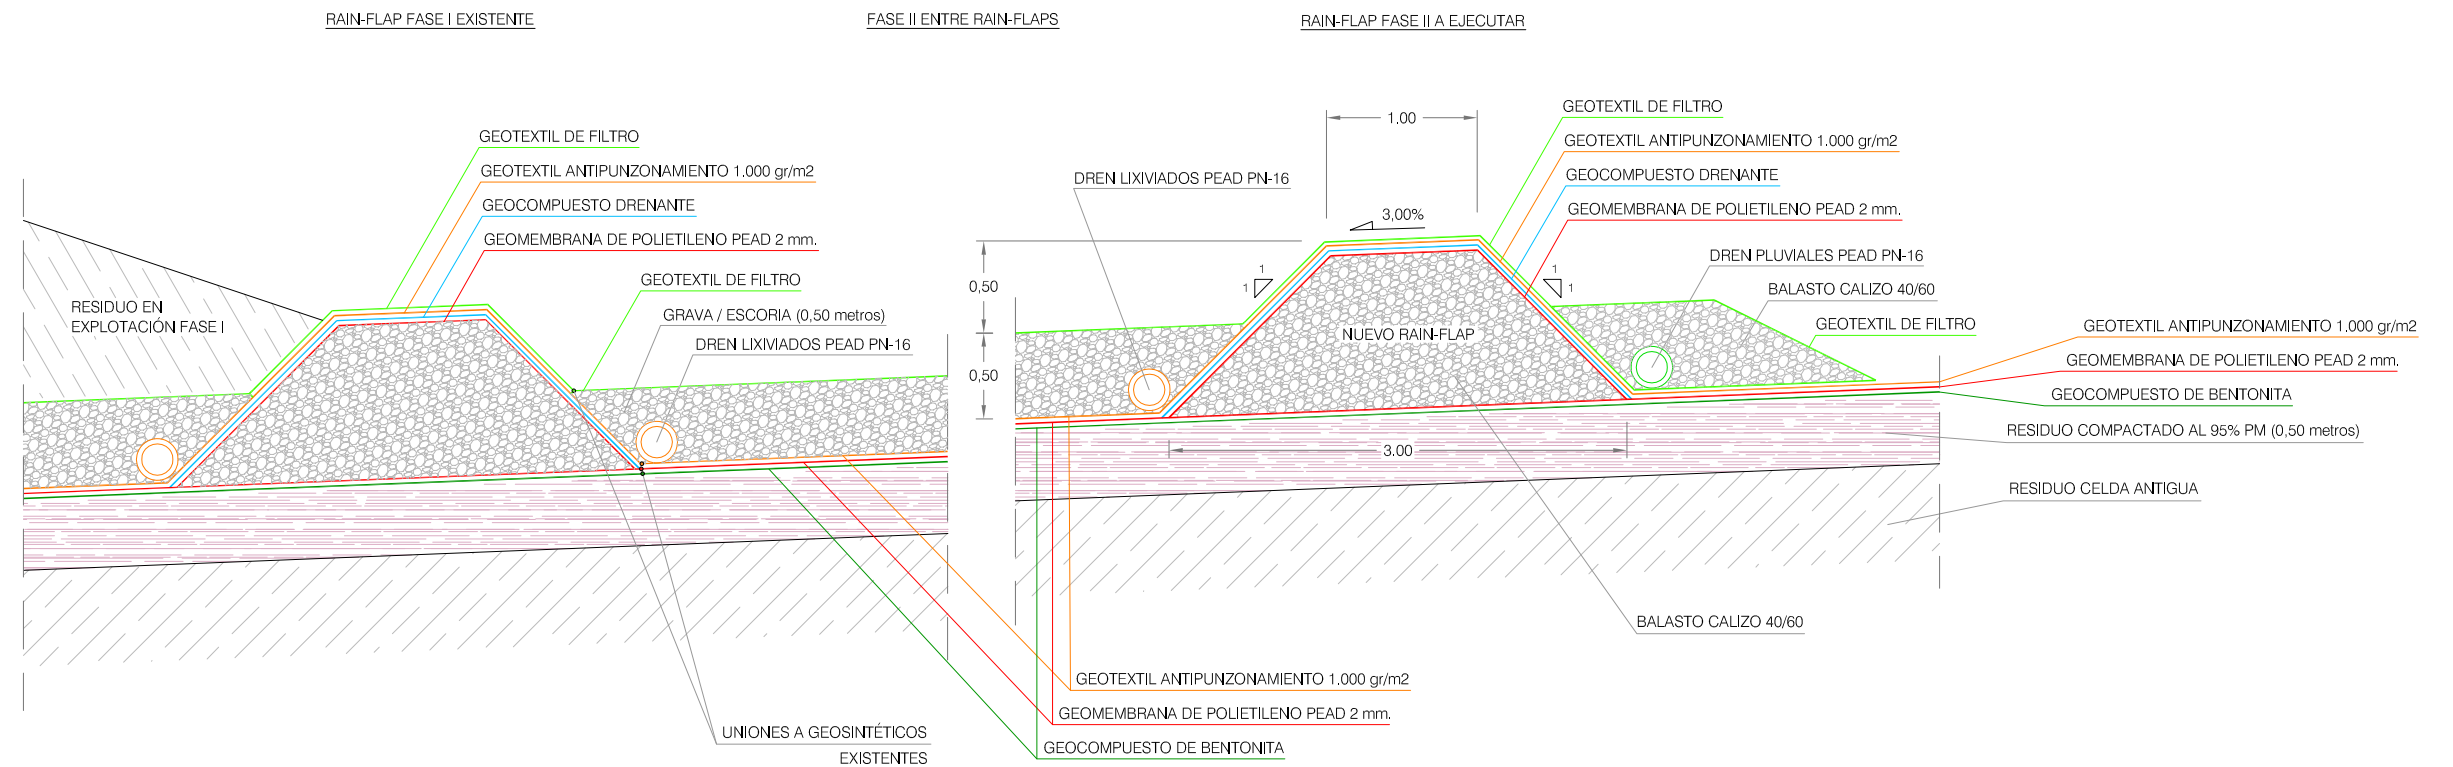 RAIN-FLAP FASE I EXISTENTE
FASE II ENTRE RAIN-FLAPS
RAIN-FLAP FASE II A EJECUTAR
GEOTEXTIL DE FILTRO
GEOTEXTIL ANTIPUNZONAMIENTO 1.000 gr/m2
GEOCOMPUESTO DRENANTE
GEOMEMBRANA DE POLIETILENO PEAD 2 mm.
GEOTEXTIL DE FILTRO
GRAVA / ESCORIA (0,50 metros)
DREN LIXIVIADOS PEAD PN-16
RESIDUO EN
EXPLOTACIÓN FASE I
UNIONES A GEOSINTÉTICOS
EXISTENTES
1.00
3,00%
DREN LIXIVIADOS PEAD PN-16
0,50
0,50
1
1
1
1
NUEVO RAIN-FLAP
3.00
GEOTEXTIL DE FILTRO
GEOTEXTIL ANTIPUNZONAMIENTO 1.000 gr/m2
GEOCOMPUESTO DRENANTE
GEOMEMBRANA DE POLIETILENO PEAD 2 mm.
DREN PLUVIALES PEAD PN-16
BALASTO CALIZO 40/60
GEOTEXTIL DE FILTRO
GEOTEXTIL ANTIPUNZONAMIENTO 1.000 gr/m2
GEOMEMBRANA DE POLIETILENO PEAD 2 mm.
GEOCOMPUESTO DE BENTONITA
RESIDUO COMPACTADO AL 95% PM (0,50 metros)
RESIDUO CELDA ANTIGUA
BALASTO CALIZO 40/60
GEOTEXTIL ANTIPUNZONAMIENTO 1.000 gr/m2
GEOMEMBRANA DE POLIETILENO PEAD 2 mm.
GEOCOMPUESTO DE BENTONITA